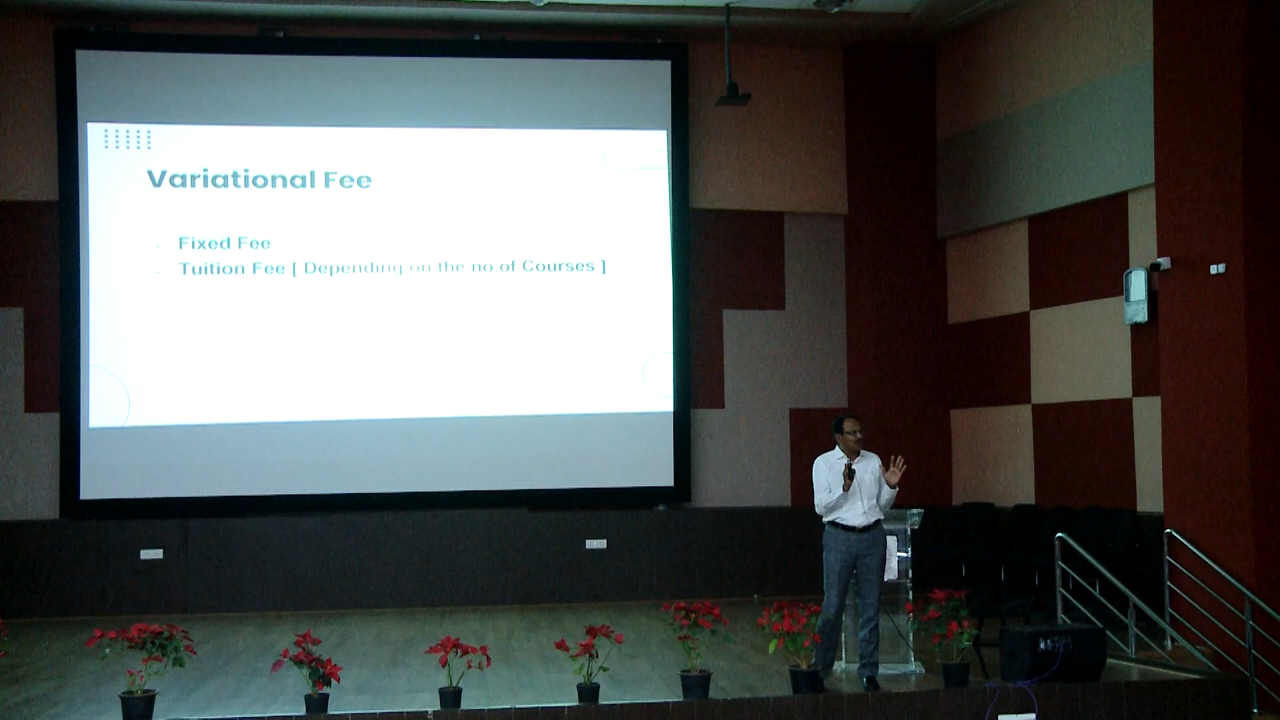 Variational Fee
Fixed Fee
Tuition Fee [ Depending on the no of Courses ]